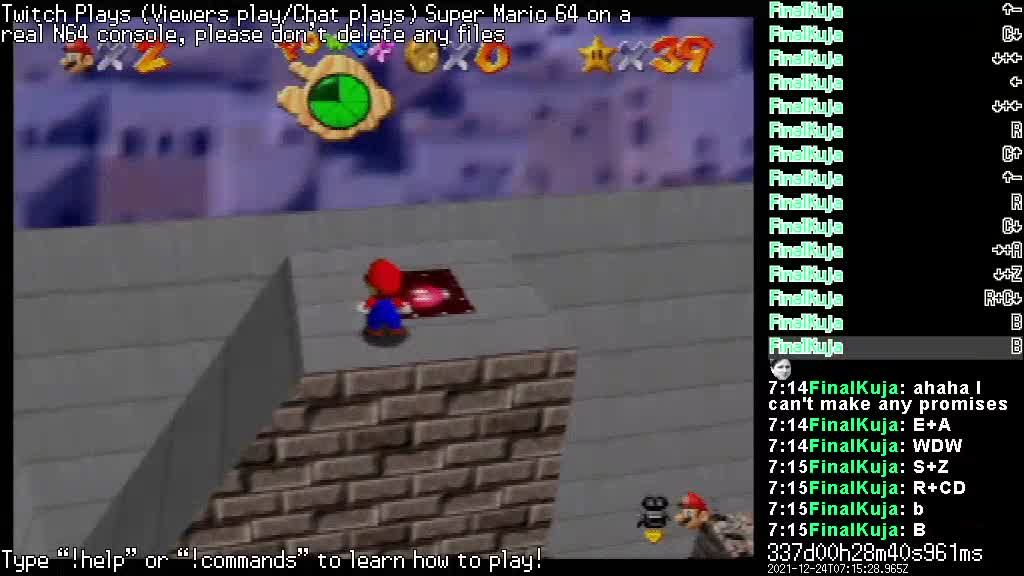 Twitch Plays (Viewers play/Chat plays) Super Mario 64 on a
real N64 console, please don't delete any files
×2
×0
×39
FinalKuja ↑-
FinalKuja C↓
FinalKuja ↓++
FinalKuja ←
FinalKuja ↓++
FinalKuja R
FinalKuja C↑
FinalKuja ↑-
FinalKuja R
FinalKuja C↓
FinalKuja →+A
FinalKuja ↓+Z
FinalKuja R+C↓
FinalKuja B
FinalKuja B
7:14FinalKuja: ahaha I
can't make any promises
7:14FinalKuja: E+A
7:14FinalKuja: WDW
7:15FinalKuja: S+Z
7:15FinalKuja: R+CD
7:15FinalKuja: b
7:15FinalKuja: B
337d00h28m40s961ms
2021-12-24T07:15:28.965Z
Type “!help” or “!commands” to learn how to play!